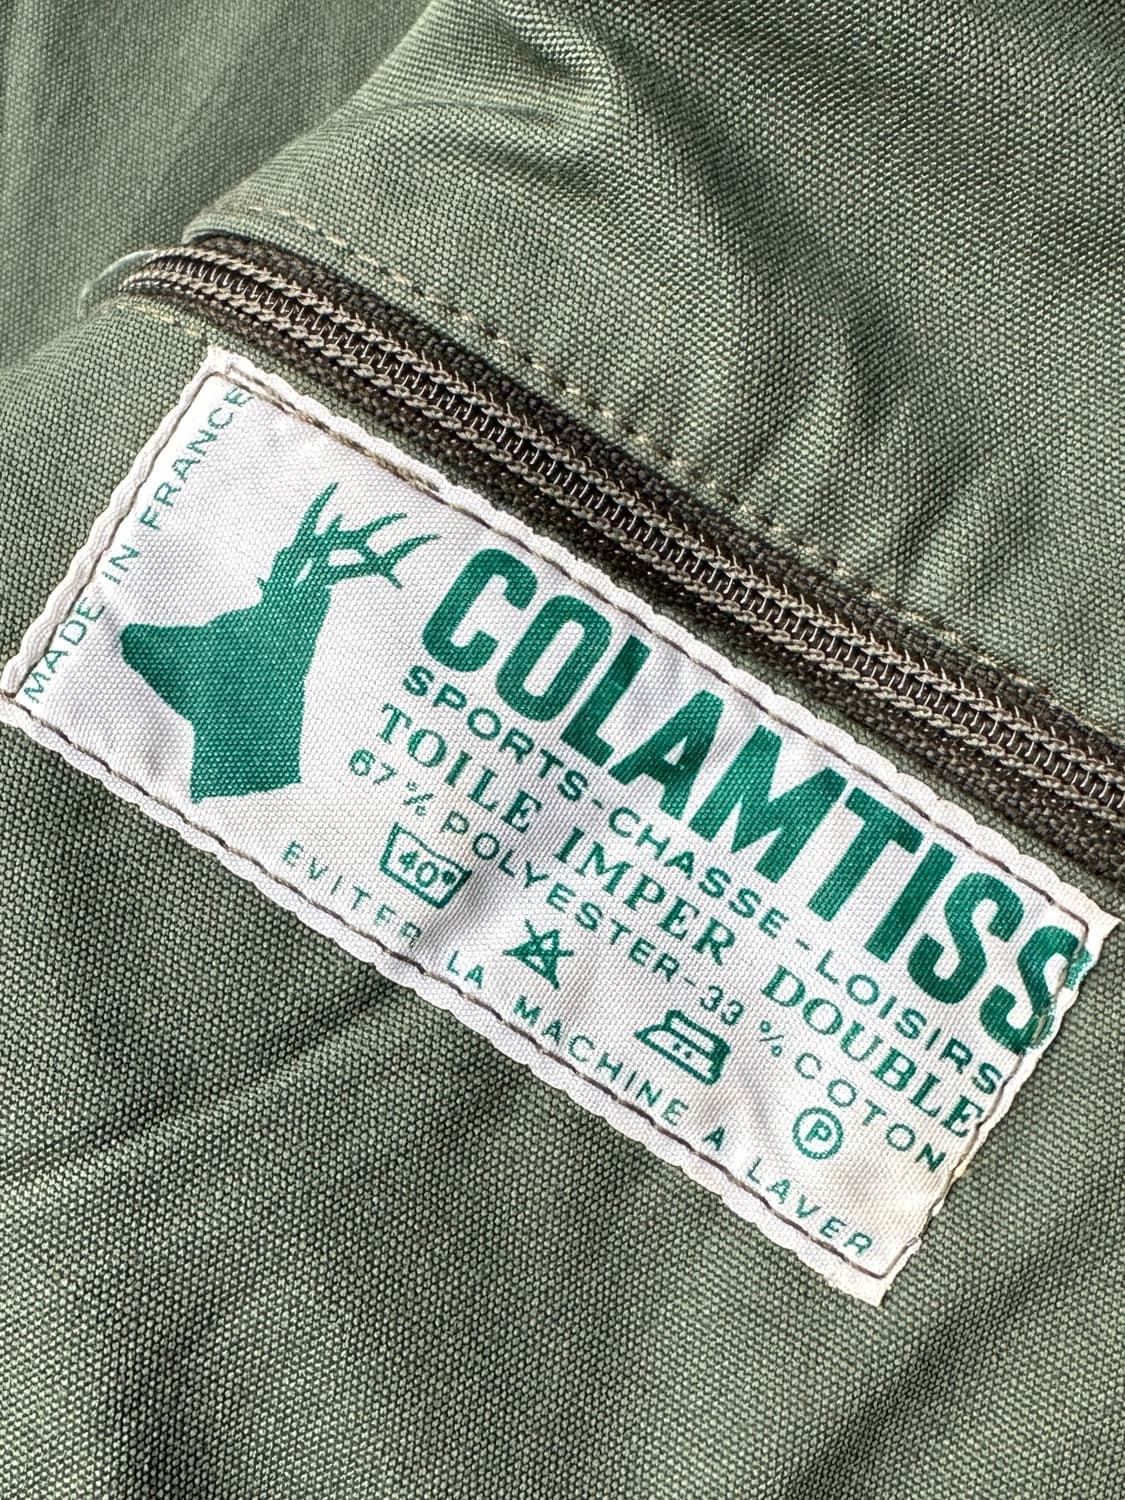 MADE IN FRANCE
COLAMTISS
SPORTS-CHASSE-LOISIRS
TOILE IMPER DOUBLE
67% POLYESTER-33% COTON
40°
P
EVITER LA MACHINE A LAVER